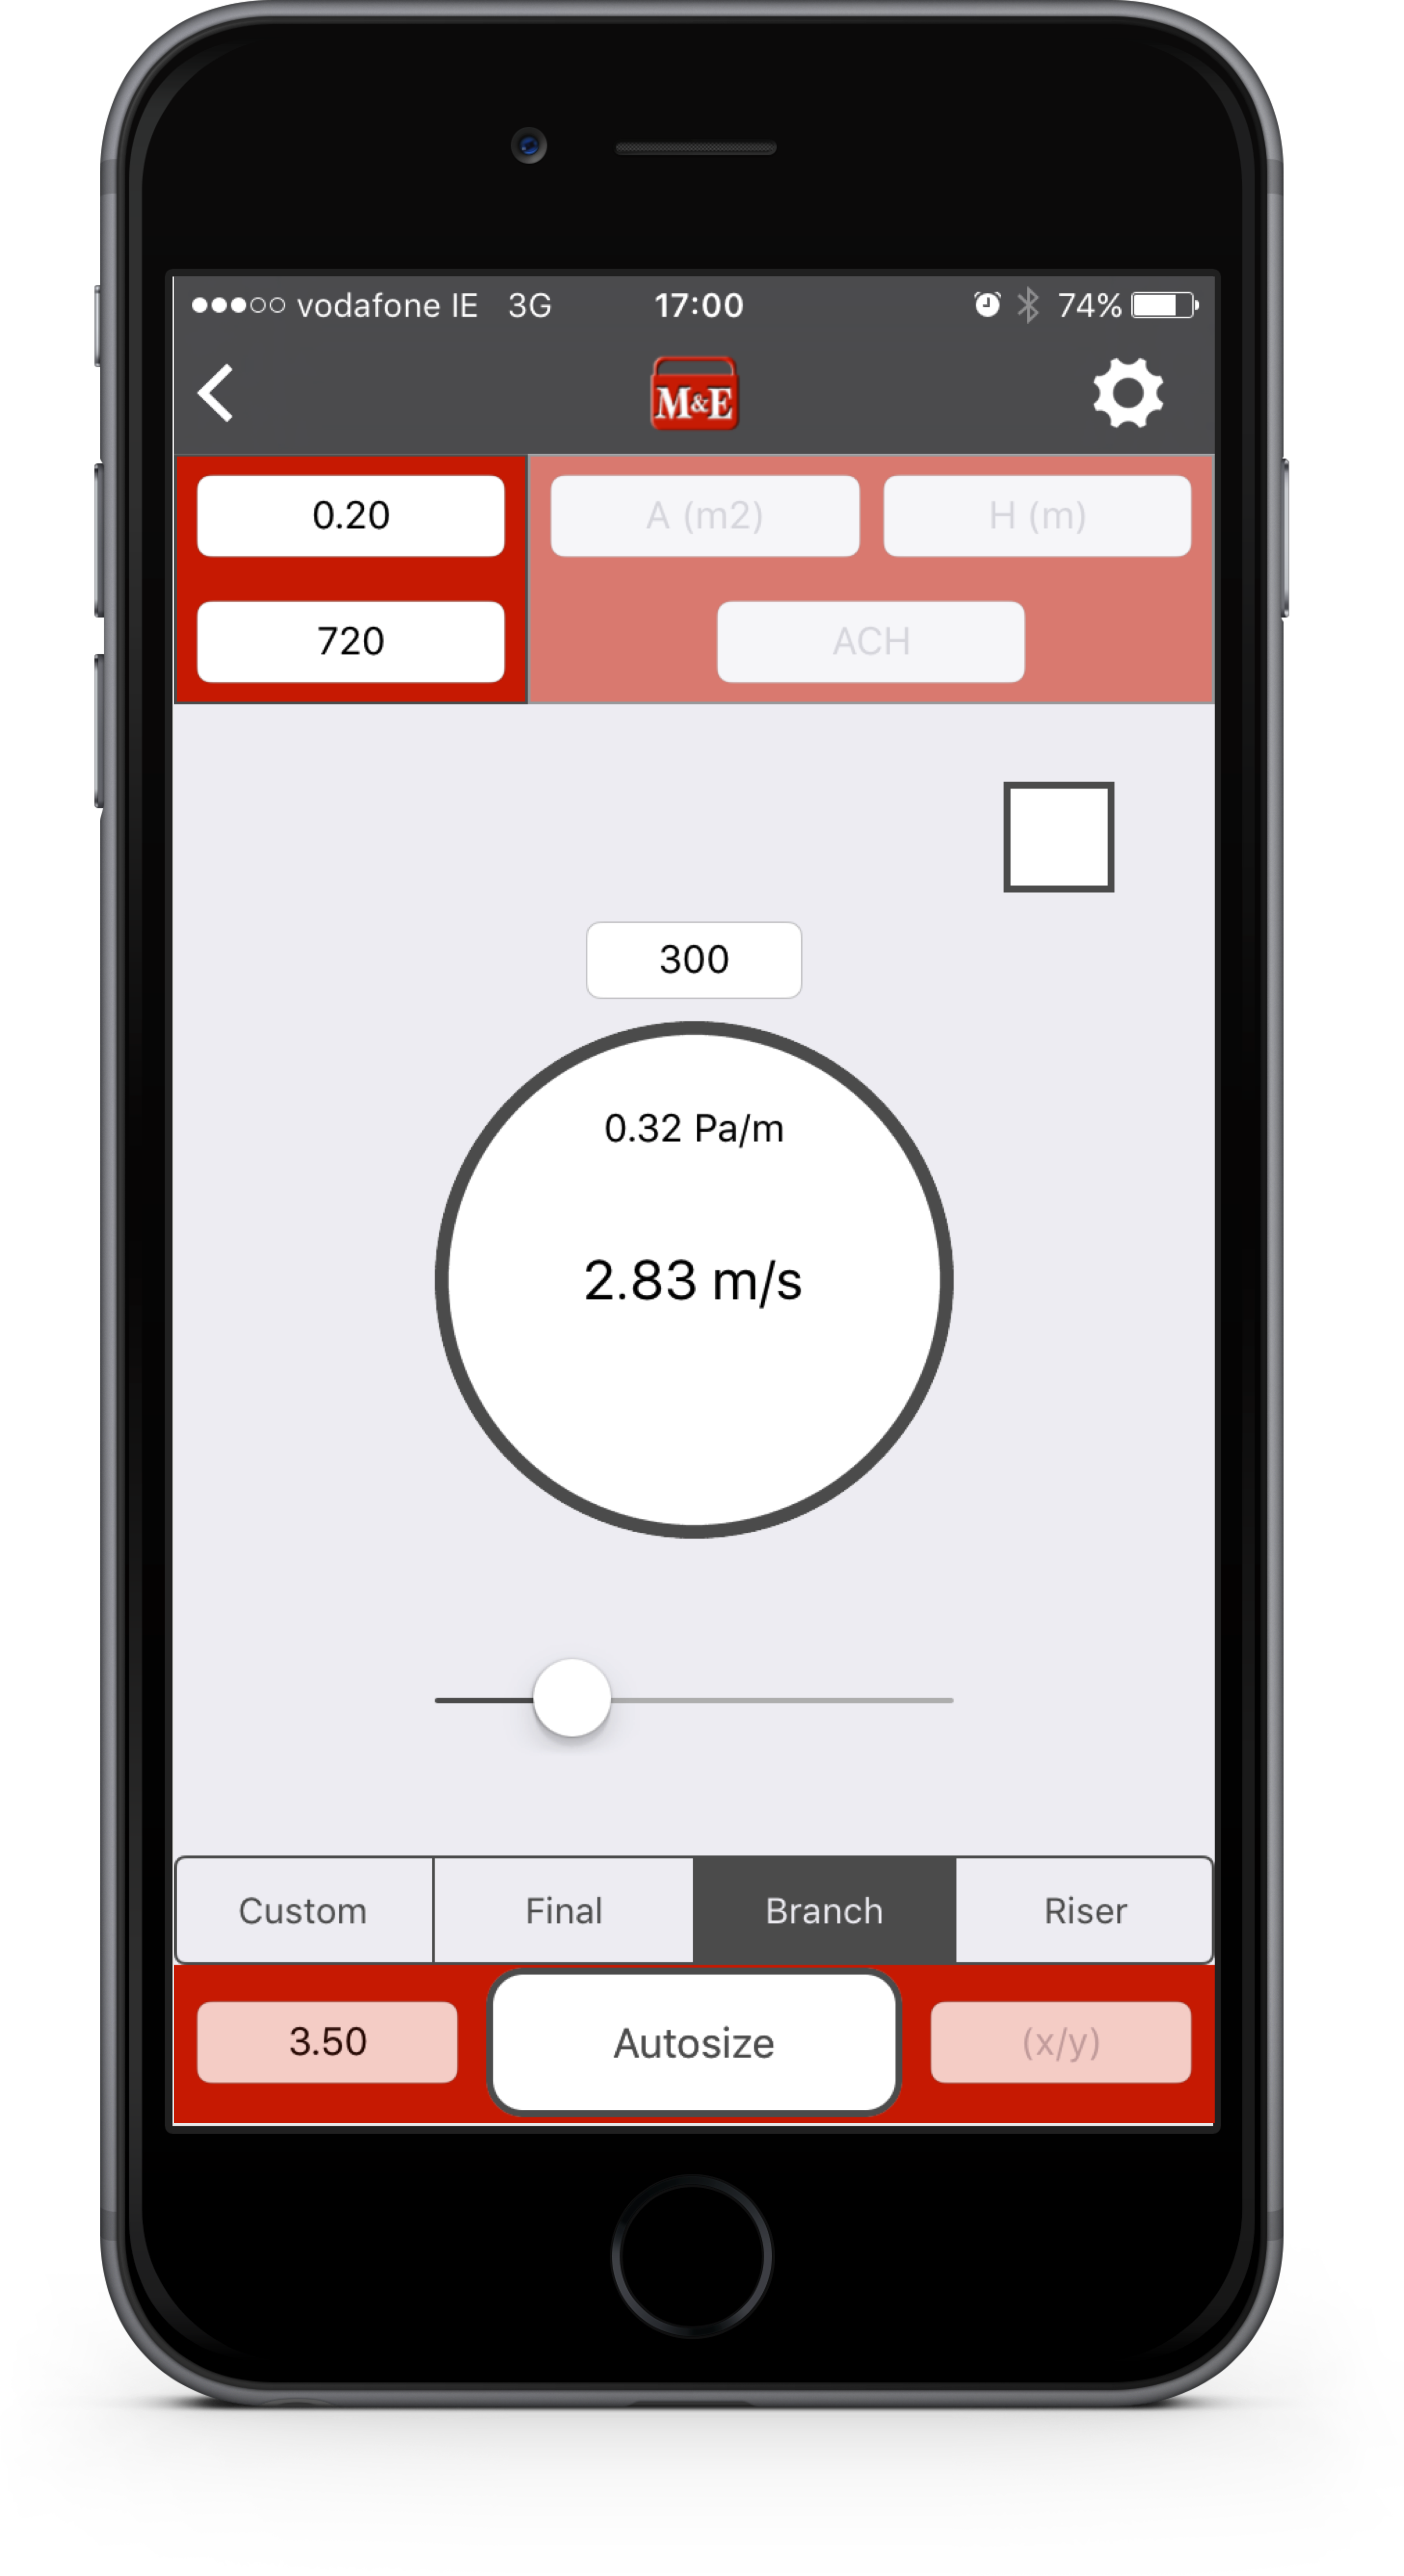 vodafone IE 3G 17:00 74%
M&E
0.20 A (m2) H (m)
720 ACH
300
0.32 Pa/m
2.83 m/s
Custom Final Branch Riser
3.50 Autosize (x/y)